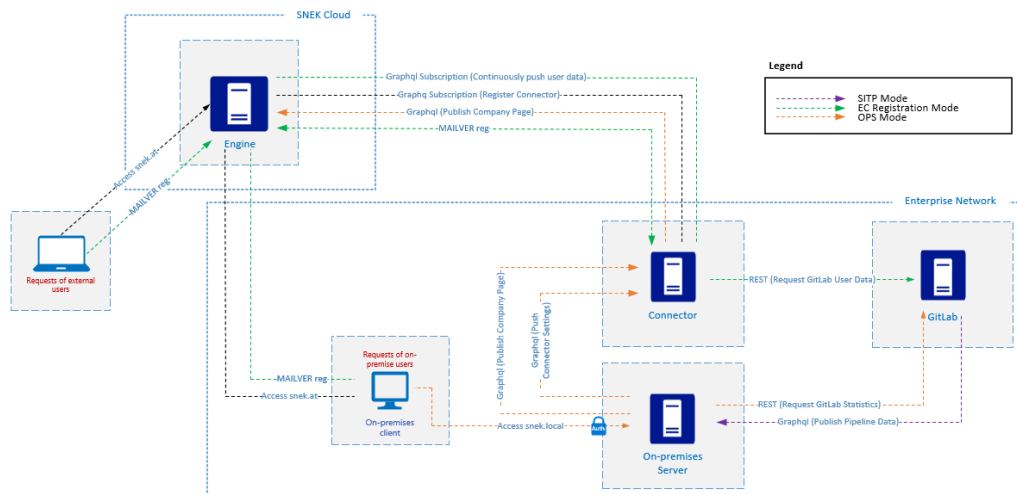 SNEK Cloud
Engine
Graphql Subscription (Continuously push user data)
Graphq Subscription (Register Connector)
Graphql (Publish Company Page)
MAILVER reg
Legend
SITP Mode
EC Registration Mode
OPS Mode
Access snek.at
MAILVER reg
Enterprise Network
Requests of external
users
Connector
REST (Request GitLab User Data)
GitLab
Graphql (Publish Company Page)
Graphql (Push
Connector Settings)
Requests of on-
premise users
MAILVER reg
Access snek.at
On-premises
client
Access snek.local
Auth
REST (Request GitLab Statistics)
Graphql (Publish Pipeline Data)
On-premises
Server